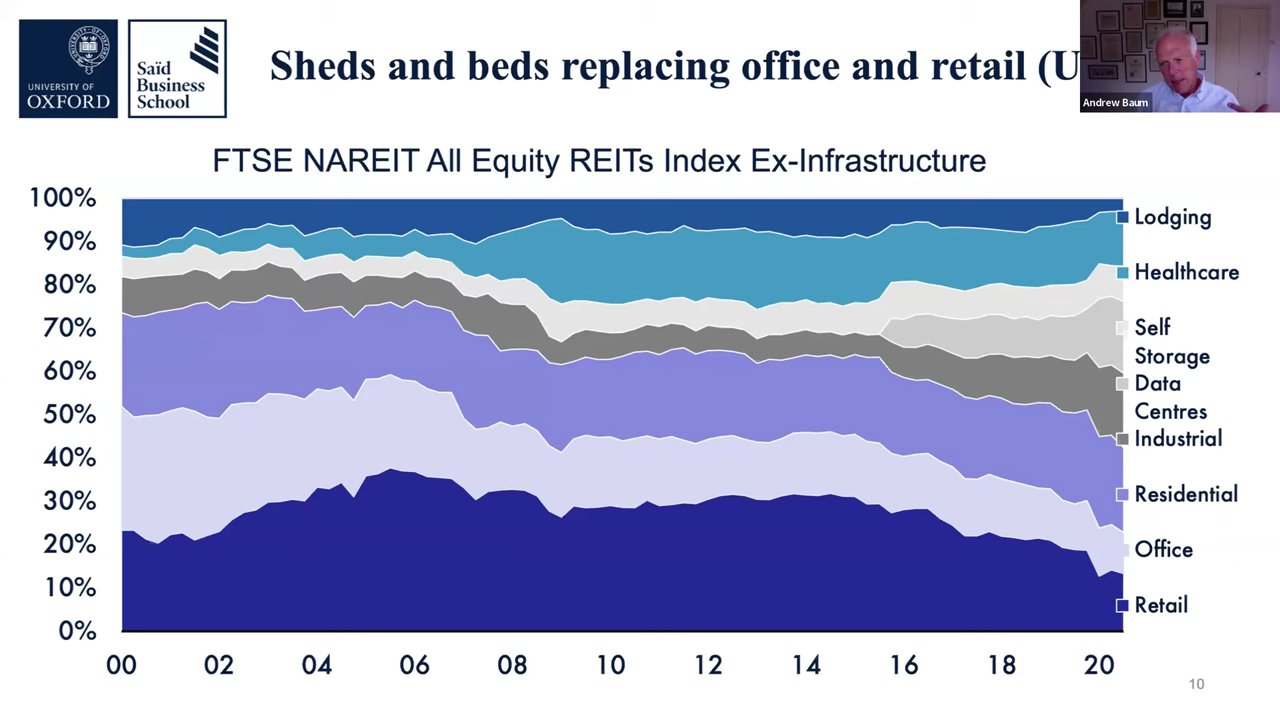 UNIVERSITY OF
OXFORD
Saïd
Business
School
Sheds and beds replacing office and retail (U
Andrew Baum
FTSE NAREIT All Equity REITs Index Ex-Infrastructure
100%
90%
80%
70%
60%
50%
40%
30%
20%
10%
0%
00 02 04 06 08 10 12 14 16 18 20
Lodging
Healthcare
Self
Storage
Data
Centres
Industrial
Residential
Office
Retail
10